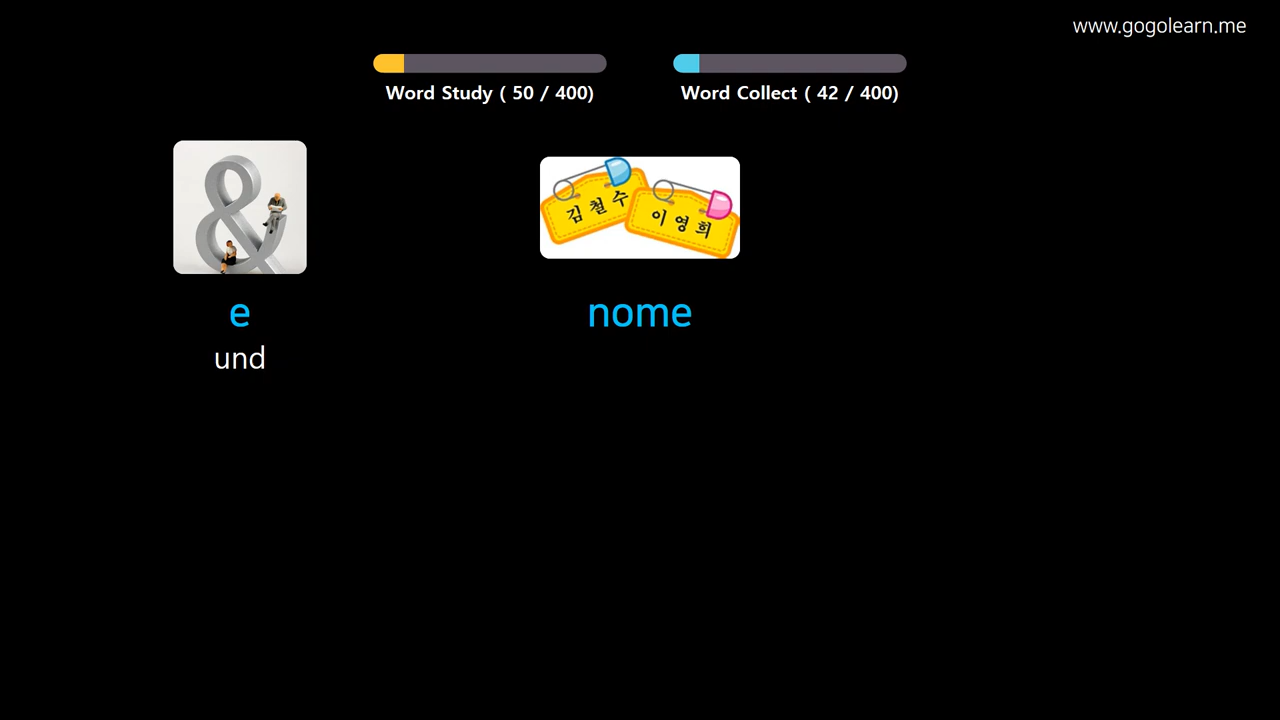 www.gogolearn.me
Word Study ( 50 / 400)
Word Collect ( 42 / 400)
김철수
이영희
e
nome
und